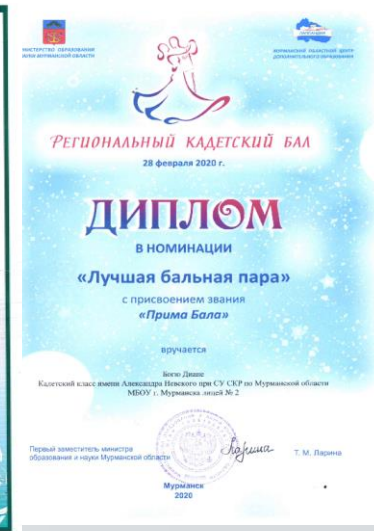 МИНИСТЕРСТВО ОБРАЗОВАНИЯ
НАУКИ МУРМАНСКОЙ ОБЛАСТИ
МУРМАНСКИЙ ОБЛАСТНОЙ ЦЕНТР
ДОПОЛНИТЕЛЬНОГО ОБРАЗОВАНИЯ
РЕГИОНАЛЬНЫЙ КАДЕТСКИЙ БАЛ
28 февраля 2020 г.
ДИПЛОМ
В НОМИНАЦИИ
«Лучшая бальная пара»
с присвоением звания
«Прима Бала»
вручается
Богю Диане
Кадетский класс имени Александра Невского при СУ СКР по Мурманской области
МБОУ г. Мурманска лицей № 2
Первый заместитель министра
образования и науки Мурманской области
Т. М. Ларина
Мурманск
2020